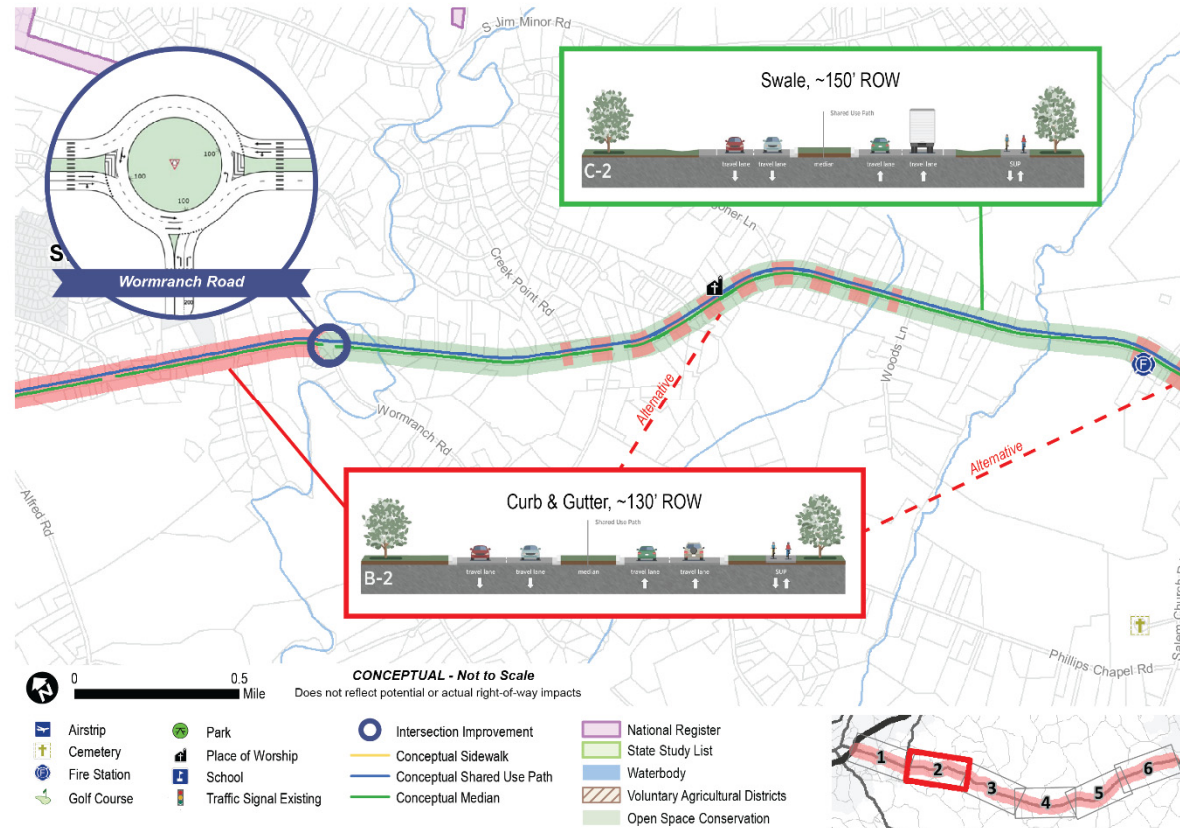 S Jim Minor Rd
Swale, ~150' ROW
Shared Use Path
travel lane
travel lane
median
travel lane
travel lane
SUP
C-2
100
100
100
200
S
Wormranch Road
Creek Point Rd
Woods Ln
Wormranch Rd
Alfred Rd
Alternative
Alternative
Curb & Gutter, ~130' ROW
Shared Use Path
travel lane
travel lane
median
travel lane
travel lane
SUP
B-2
F
Phillips Chapel Rd
0
0.5
Mile
CONCEPTUAL - Not to Scale
Does not reflect potential or actual right-of-way impacts
Airstrip
Cemetery
Fire Station
Golf Course
Park
Place of Worship
School
Traffic Signal Existing
Intersection Improvement
Conceptual Sidewalk
Conceptual Shared Use Path
Conceptual Median
National Register
State Study List
Waterbody
Voluntary Agricultural Districts
Open Space Conservation
N
F
1
2
3
4
5
6